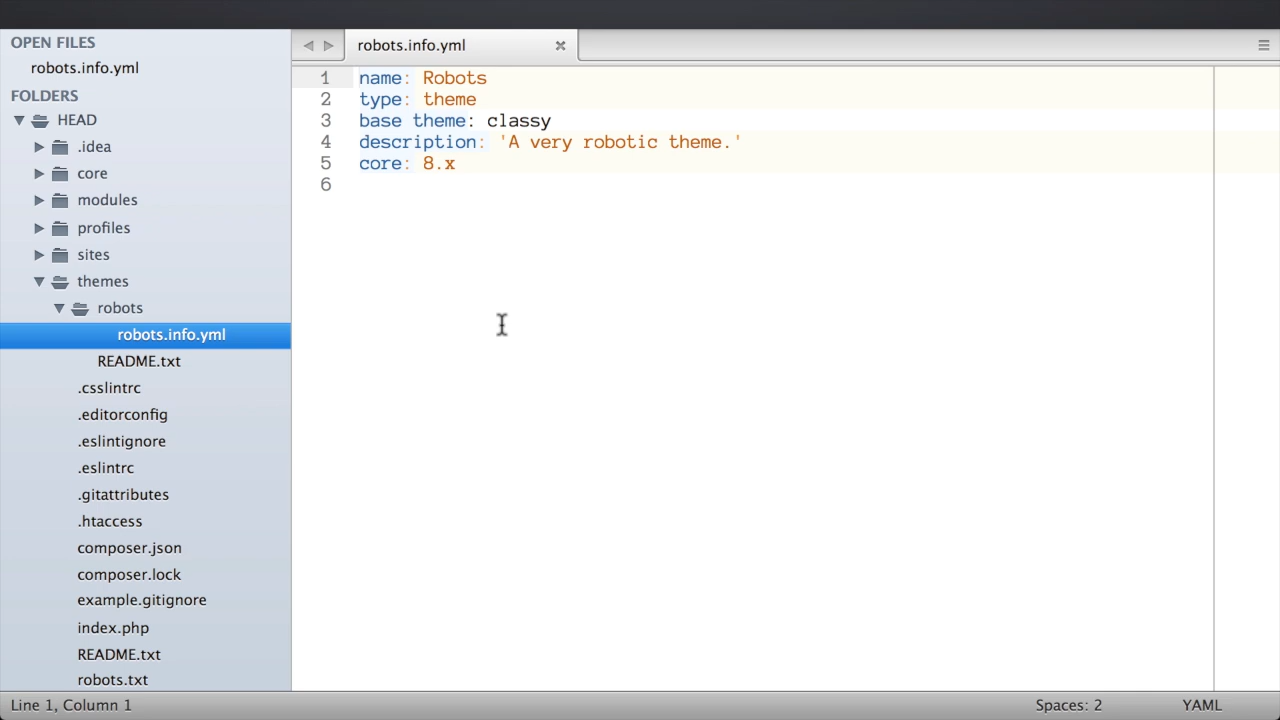 OPEN FILES
robots.info.yml
FOLDERS
HEAD
.idea
core
modules
profiles
sites
themes
robots
robots.info.yml
README.txt
.csslintrc
.editorconfig
.eslintignore
.eslintrc
.gitattributes
.htaccess
composer.json
composer.lock
example.gitignore
index.php
README.txt
robots.txt
robots.info.yml
1 name: Robots
2 type: theme
3 base theme: classy
4 description: 'A very robotic theme.'
5 core: 8.x
6
Line 1, Column 1
Spaces: 2
YAML